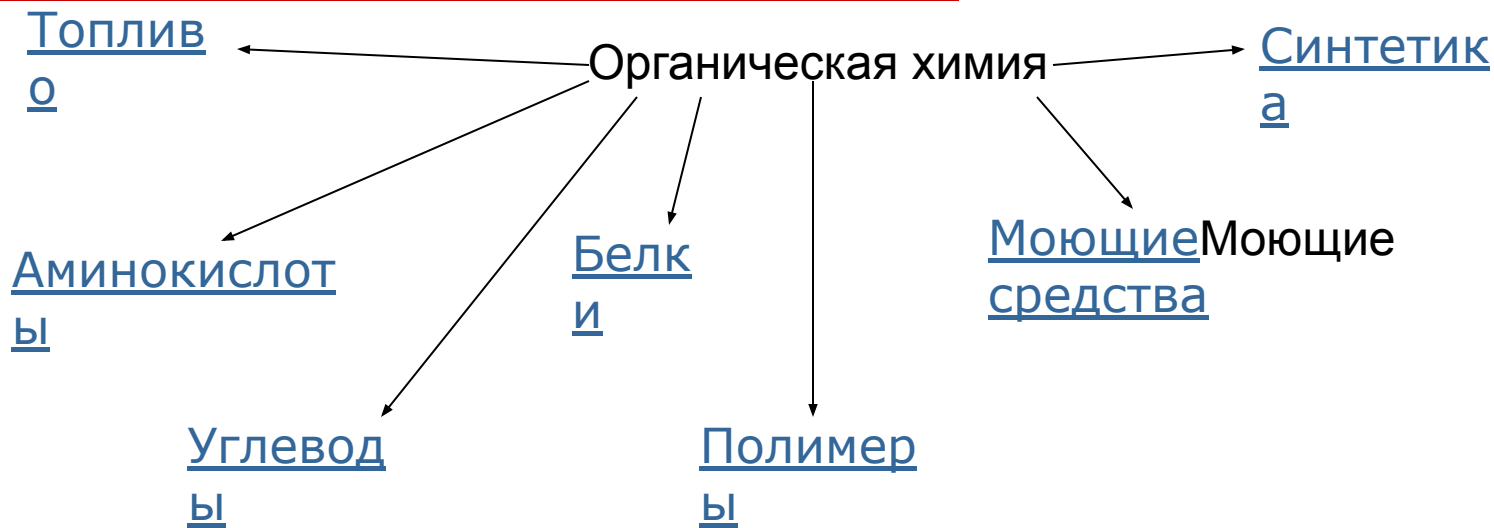 Топлив
о
Органическая химия
Синтетик
а
Аминокислот
ы
Белк
и
МоющиеМоющие
средства
Углевод
ы
Полимер
ы